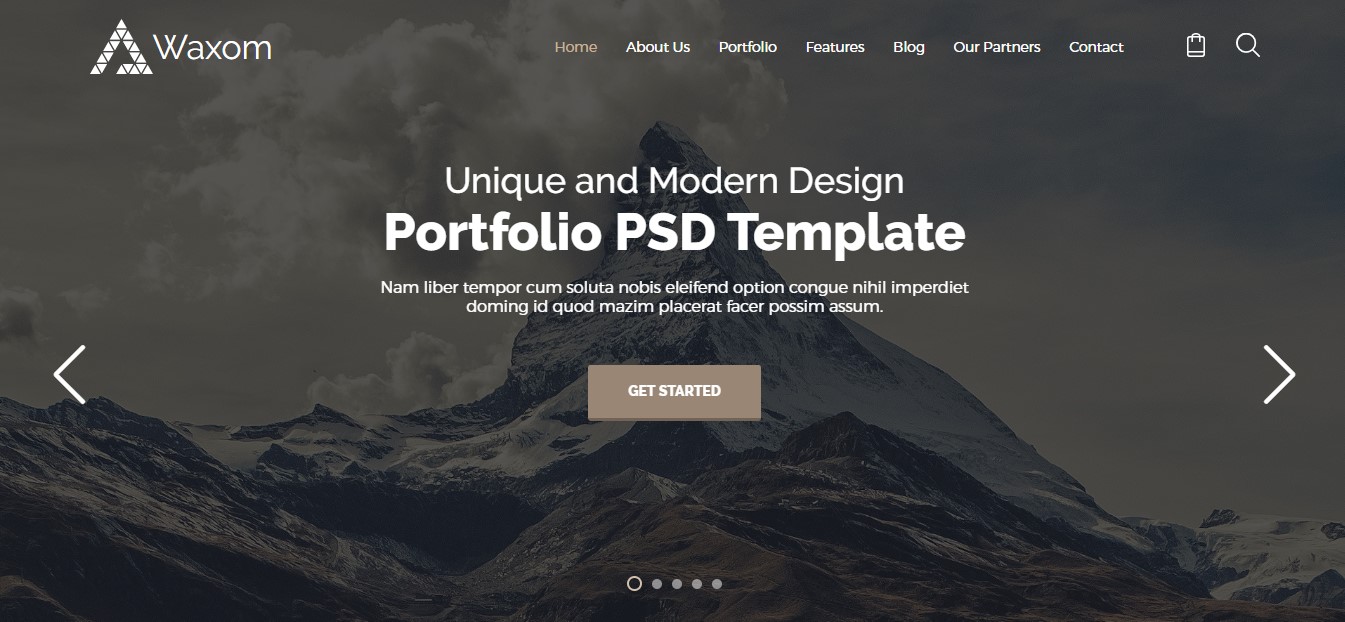 Waxom
Home About Us Portfolio Features Blog Our Partners Contact
Unique and Modern Design
Portfolio PSD Template
Nam liber tempor cum soluta nobis eleifend option congue nihil imperdiet
doming id quod mazim placerat facer possim assum.
GET STARTED